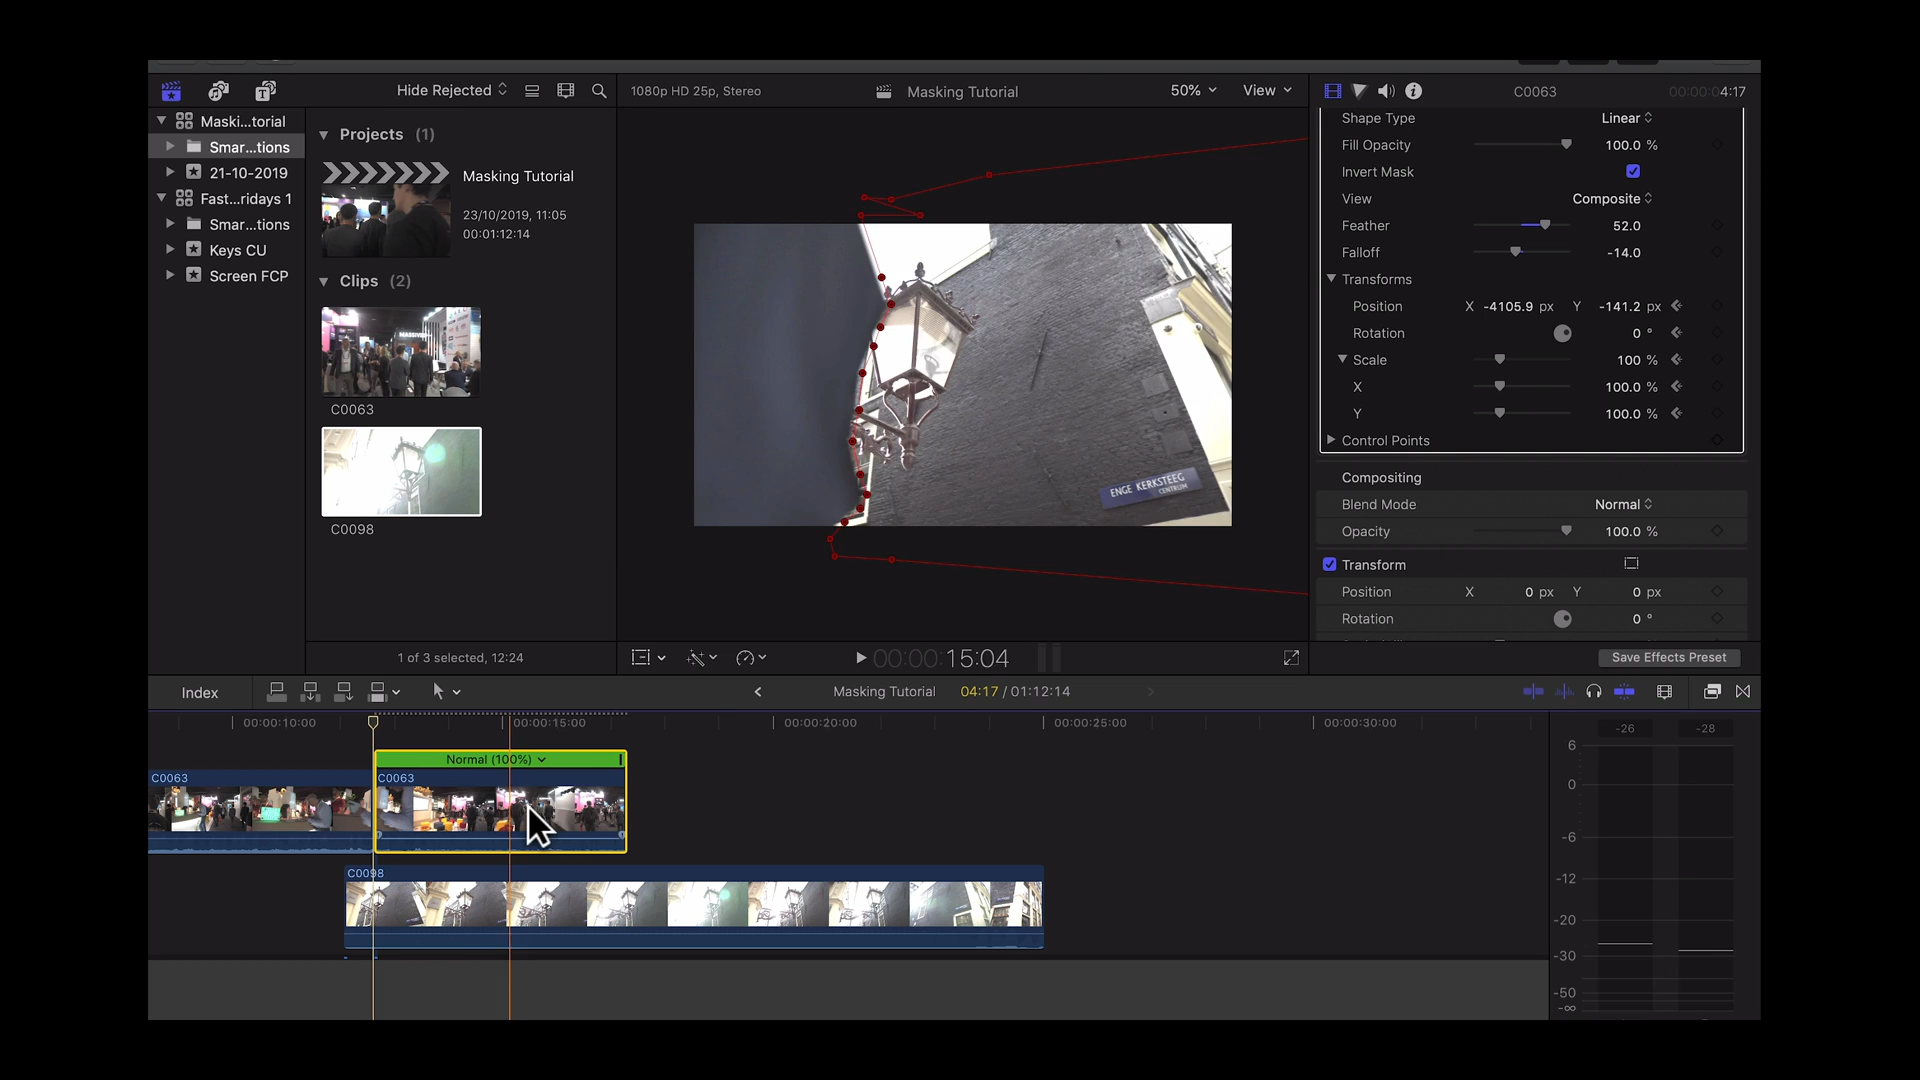 Hide Rejected
1080p HD 25p, Stereo
Masking Tutorial
50%
View
C0063
00:00:04:17
Maski...torial
Smar...tions
21-10-2019
Fast...ridays 1
Smar...tions
Keys CU
Screen FCP
Projects (1)
Masking Tutorial
23/10/2019, 11:05
00:01:12:14
Clips (2)
C0063
C0098
1 of 3 selected, 12:24
ENGE KERKSTEEG
CENTRUM
00:00:15:04
Shape Type Linear
Fill Opacity 100.0 %
Invert Mask
View Composite
Feather 52.0
Falloff -14.0
Transforms
Position X -4105.9 px Y -141.2 px
Rotation 0 °
Scale 100 %
X 100.0 %
Y 100.0 %
Control Points
Compositing
Blend Mode Normal
Opacity 100.0 %
Transform
Position X 0 px Y 0 px
Rotation 0 °
Save Effects Preset
Index
Masking Tutorial 04:17 / 01:12:14
00:00:10:00
00:00:15:00
00:00:20:00
00:00:25:00
00:00:30:00
Normal (100%)
C0063
C0063
C0098
-26 -28
6
0
-6
-12
-20
-30
-50
-∞